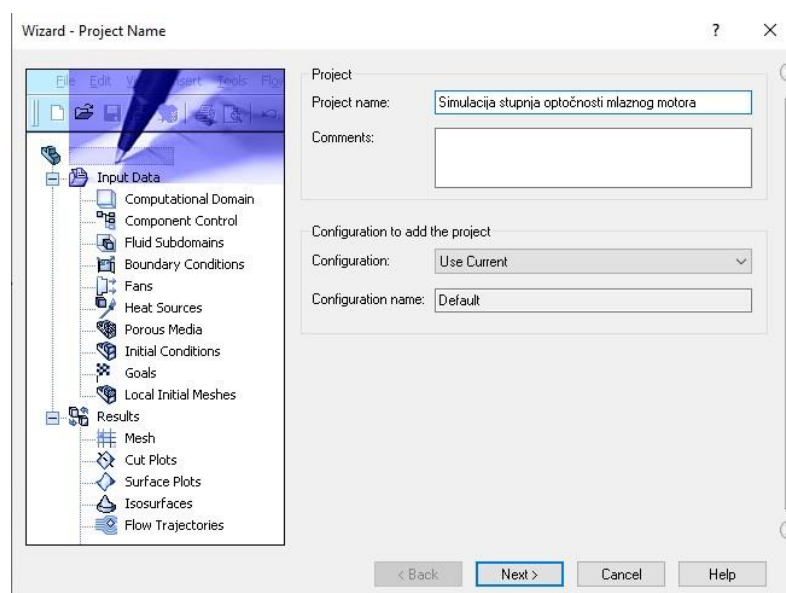 Wizard - Project Name
? ×
File Edit Tools
Input Data
Computational Domain
Component Control
Fluid Subdomains
Boundary Conditions
Fans
Heat Sources
Porous Media
Initial Conditions
Goals
Local Initial Meshes
Results
Mesh
Cut Plots
Surface Plots
Isosurfaces
Flow Trajectories
Project
Project name: Simulacija stupnja optočnosti mlaznog motora
Comments:
Configuration to add the project
Configuration: Use Current
Configuration name: Default
< Back Next > Cancel Help